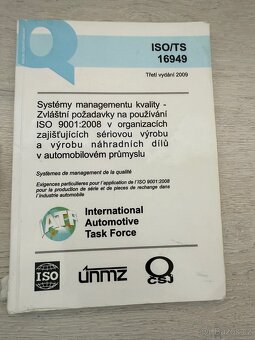 ISO/TS
16949
Třetí vydání 2009
Systémy managementu kvality -
Zvláštní požadavky na používání
ISO 9001:2008 v organizacích
zajišťujících sériovou výrobu
a výrobu náhradních dílů
v automobilovém průmyslu
Systèmes de management de la qualité
Exigences particulières pour l'application de l'ISO 9001:2008
pour la production de série et de pièces de rechange dans
l'industrie automobile
IATF
International
Automotive
Task Force
ISO
únmz
CSJ